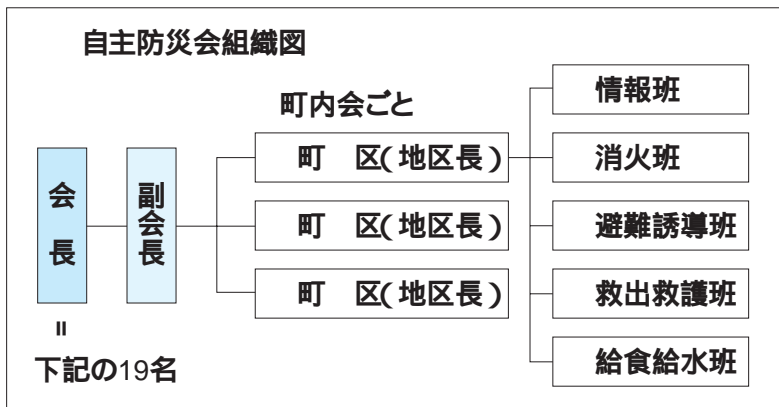 自主防災会組織図
町内会ごと
会長
副会長
町　区（地区長）
町　区（地区長）
町　区（地区長）
情報班
消火班
避難誘導班
救出救護班
給食給水班
＝
下記の19名